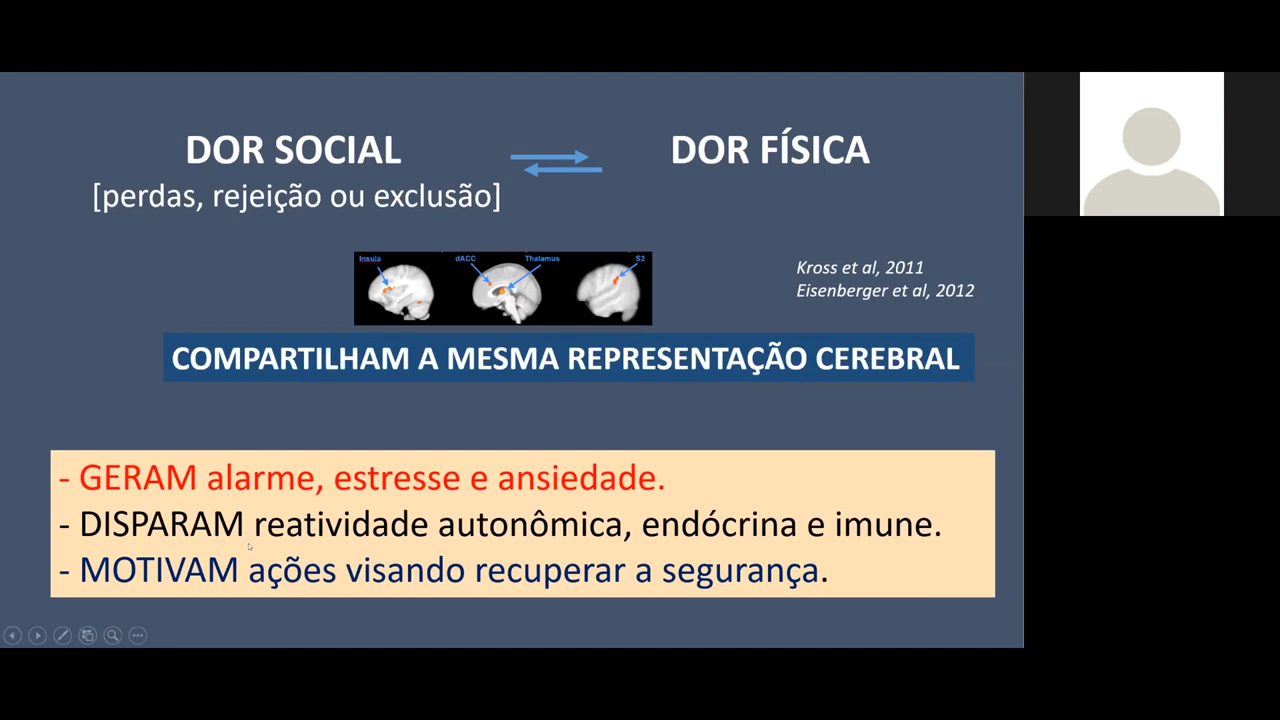 DOR SOCIAL
[perdas, rejeição ou exclusão]
DOR FÍSICA
Insula
dACC
Thalamus
S2
Kross et al, 2011
Eisenberger et al, 2012
COMPARTILHAM A MESMA REPRESENTAÇÃO CEREBRAL
- GERAM alarme, estresse e ansiedade.
- DISPARAM reatividade autonômica, endócrina e imune.
- MOTIVAM ações visando recuperar a segurança.